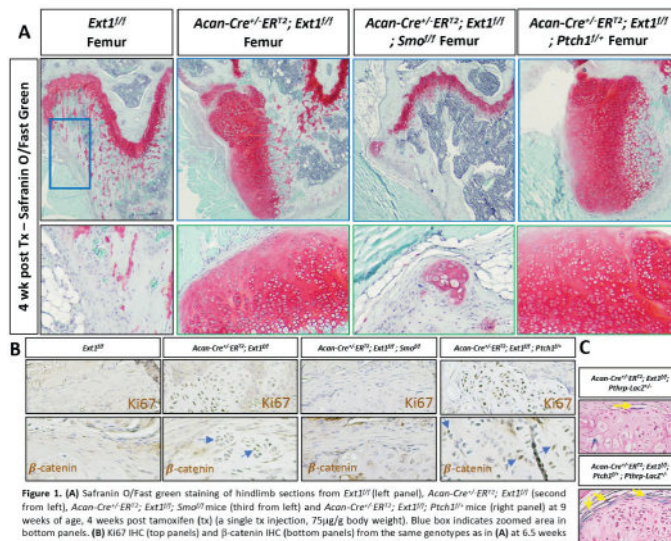 A
Ext1f/f
Femur
Acan-Cre+/-ERT2; Ext1f/f
Femur
Acan-Cre+/-ERT2; Ext1f/f
; Smof/f Femur
Acan-Cre+/-ERT2; Ext1f/f
; Ptch1f/+ Femur
4 wk post Tx – Safranin O/Fast Green
B
Ext1f/f
Acan-Cre+/-ERT2; Ext1f/f
Acan-Cre+/-ERT2; Ext1f/f ; Smof/f
Acan-Cre+/-ERT2; Ext1f/f ; Ptch1f/+
Ki67
Ki67
Ki67
Ki67
β-catenin
β-catenin
β-catenin
β-catenin
C
Acan-Cre+/-ERT2; Ext1f/f;
Pthrp-LacZ+/-
Acan-Cre+/-ERT2; Ext1f/f;
Ptch1f/+ ; Pthrp-LacZ+/-
Figure 1. (A) Safranin O/Fast green staining of hindlimb sections from Ext1f/f (left panel), Acan-Cre+/-ERT2; Ext1f/f (second
from left), Acan-Cre+/-ERT2; Ext1f/f; Smof/f mice (third from left) and Acan-Cre+/-ERT2; Ext1f/f; Ptch1f/+ mice (right panel) at 9
weeks of age, 4 weeks post tamoxifen (tx) (a single tx injection, 75μg/g body weight). Blue box indicates zoomed area in
bottom panels. (B) Ki67 IHC (top panels) and β-catenin IHC (bottom panels) from the same genotypes as in (A) at 6.5 weeks